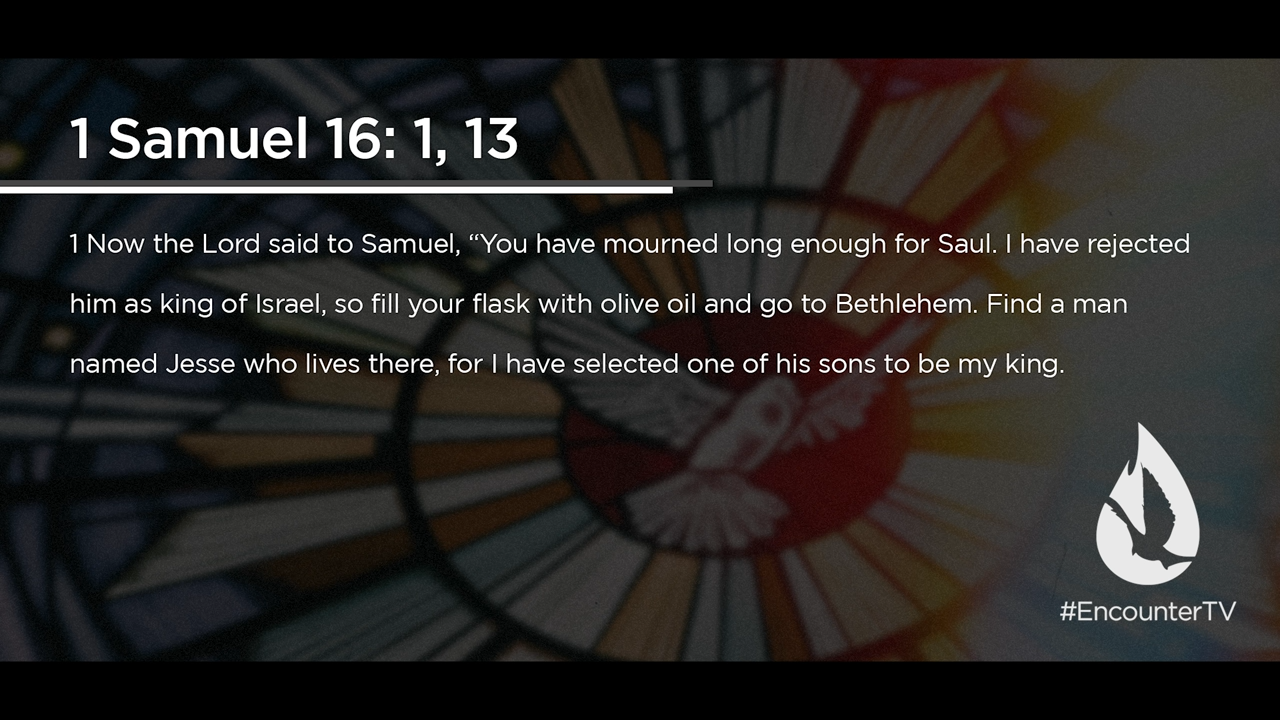 1 Samuel 16: 1, 13
1 Now the Lord said to Samuel, “You have mourned long enough for Saul. I have rejected
him as king of Israel, so fill your flask with olive oil and go to Bethlehem. Find a man
named Jesse who lives there, for I have selected one of his sons to be my king.
#EncounterTV